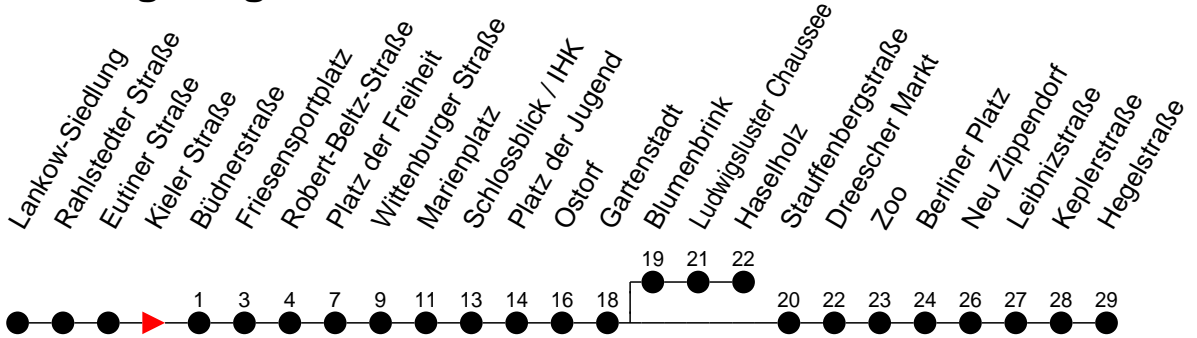 Lankow-Siedlung
Rahlstedter Straße
Eutiner Straße
Kieler Straße
Büdnerstraße
Friesensportplatz
Robert-Beltz-Straße
Platz der Freiheit
Wittenburger Straße
Marienplatz
Schlossblick / IHK
Platz der Jugend
Ostorf
Gartenstadt
Blumenbrink
Ludwigsluster Chaussee
Haselholz
Stauffenbergstraße
Dreescher Markt
Zoo
Berliner Platz
Neu Zippendorf
Leibnizstraße
Keplerstraße
Hegelstraße
19 21 22
1 3 4 7 9 11 13 14 16 18 20 22 23 24 26 27 28 29